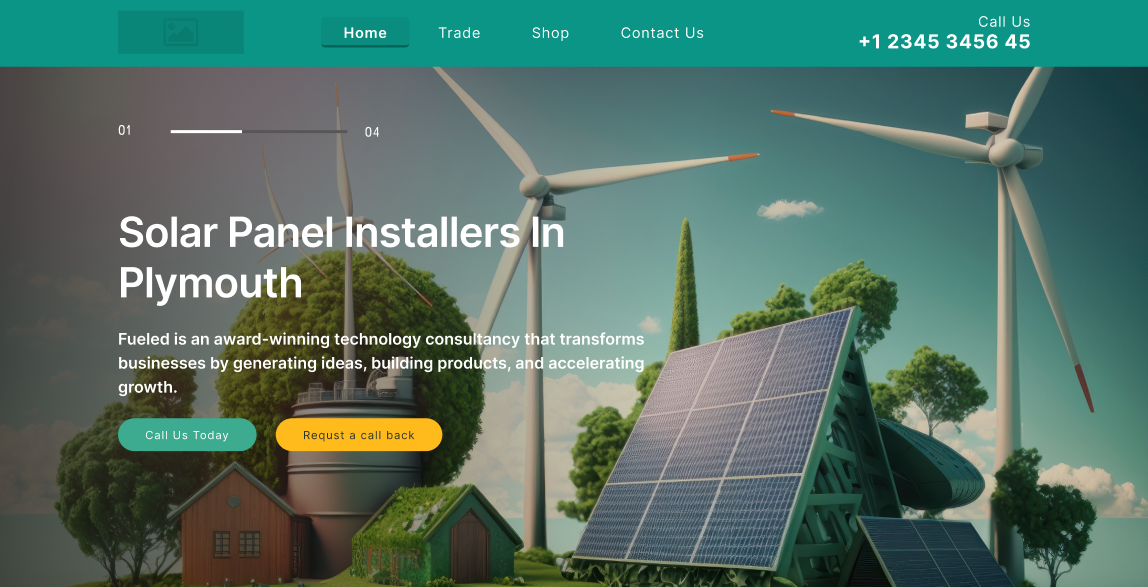 Home
Trade
Shop
Contact Us
Call Us
+1 2345 3456 45
01
04
Solar Panel Installers In
Plymouth
Fueled is an award-winning technology consultancy that transforms
businesses by generating ideas, building products, and accelerating
growth.
Call Us Today
Requst a call back